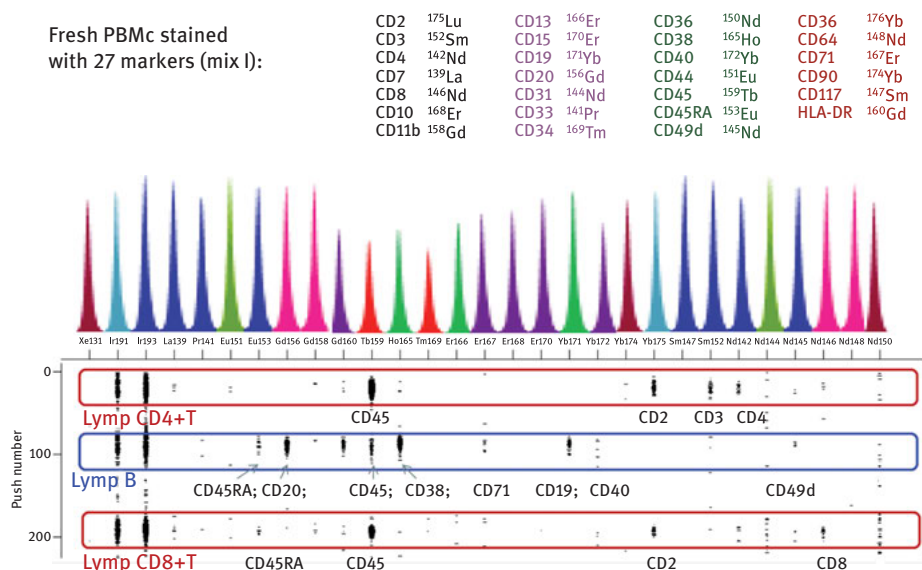 Fresh PBMc stained
with 27 markers (mix I):
CD2 ¹⁷⁵Lu
CD3 ¹⁵²Sm
CD4 ¹⁴²Nd
CD7 ¹³⁹La
CD8 ¹⁴⁶Nd
CD10 ¹⁶⁸Er
CD11b ¹⁵⁸Gd
CD13 ¹⁶⁶Er
CD15 ¹⁷⁰Er
CD19 ¹⁷¹Yb
CD20 ¹⁵⁶Gd
CD31 ¹⁴⁴Nd
CD33 ¹⁴¹Pr
CD34 ¹⁶⁹Tm
CD36 ¹⁵⁰Nd
CD38 ¹⁶⁵Ho
CD40 ¹⁷²Yb
CD44 ¹⁵¹Eu
CD45 ¹⁵⁹Tb
CD45RA ¹⁵³Eu
CD49d ¹⁴⁵Nd
CD36 ¹⁷⁶Yb
CD64 ¹⁴⁸Nd
CD71 ¹⁶⁷Er
CD90 ¹⁷⁴Yb
CD117 ¹⁴⁷Sm
HLA-DR ¹⁶⁰Gd
Xe131 Ir191 Ir193 La139 Pr141 Eu151 Eu153 Gd156 Gd158 Gd160 Tb159 Ho165 Tm169 Er166 Er167 Er168 Er170 Yb171 Yb172 Yb174 Yb175 Sm147 Sm152 Nd142 Nd144 Nd145 Nd146 Nd148 Nd150
Push number
0
100
200
Lymp CD4+T CD45 CD2 CD3 CD4
Lymp B
CD45RA; CD20; CD45; CD38; CD71 CD19; CD40 CD49d
Lymp CD8+T CD45RA CD45 CD2 CD8